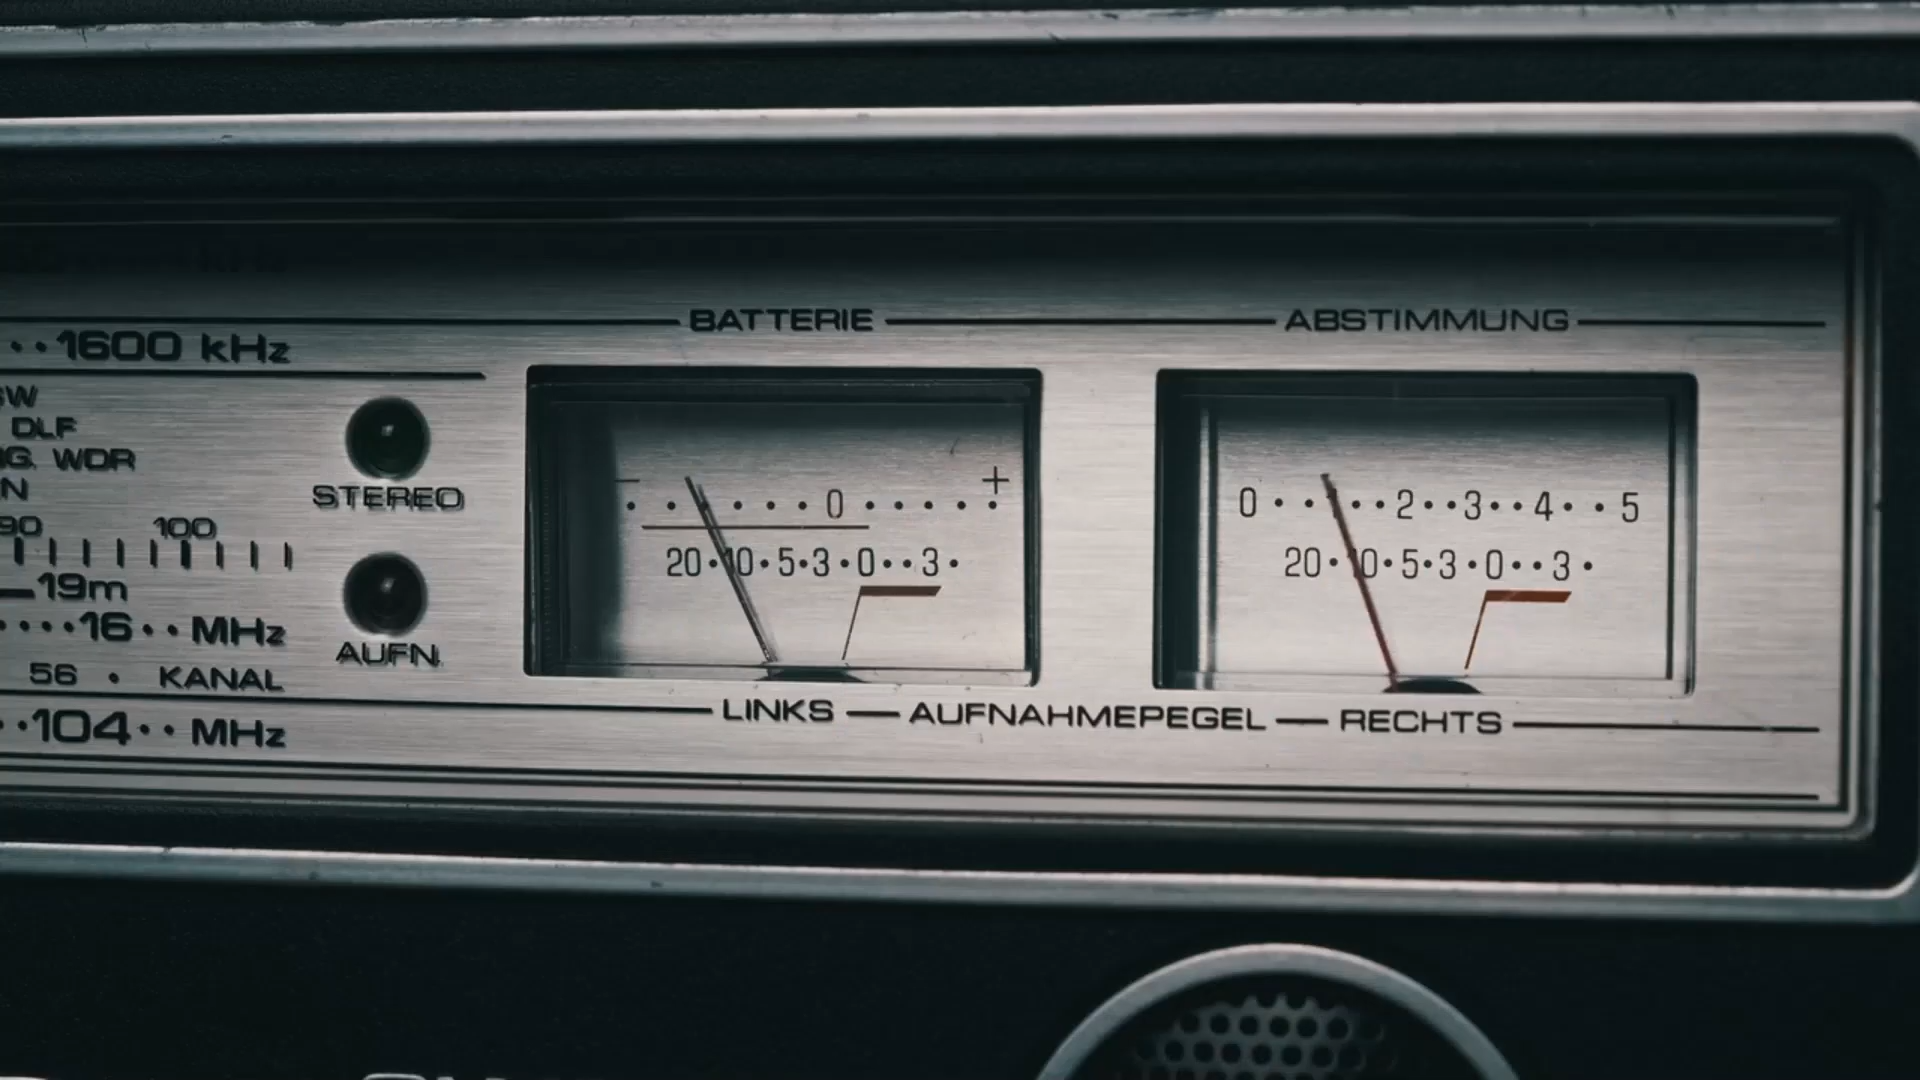 BATTERIE ABSTIMMUNG
··1600 kHz
DLF
WDR
STEREO
90 100
19m
····16·· MHz
AUFN.
56 · KANAL
··104·· MHz
− 0 +
20 10 5 3 0 3
0 1 2 3 4 5
20 10 5 3 0 3
LINKS — AUFNAHMEPEGEL — RECHTS